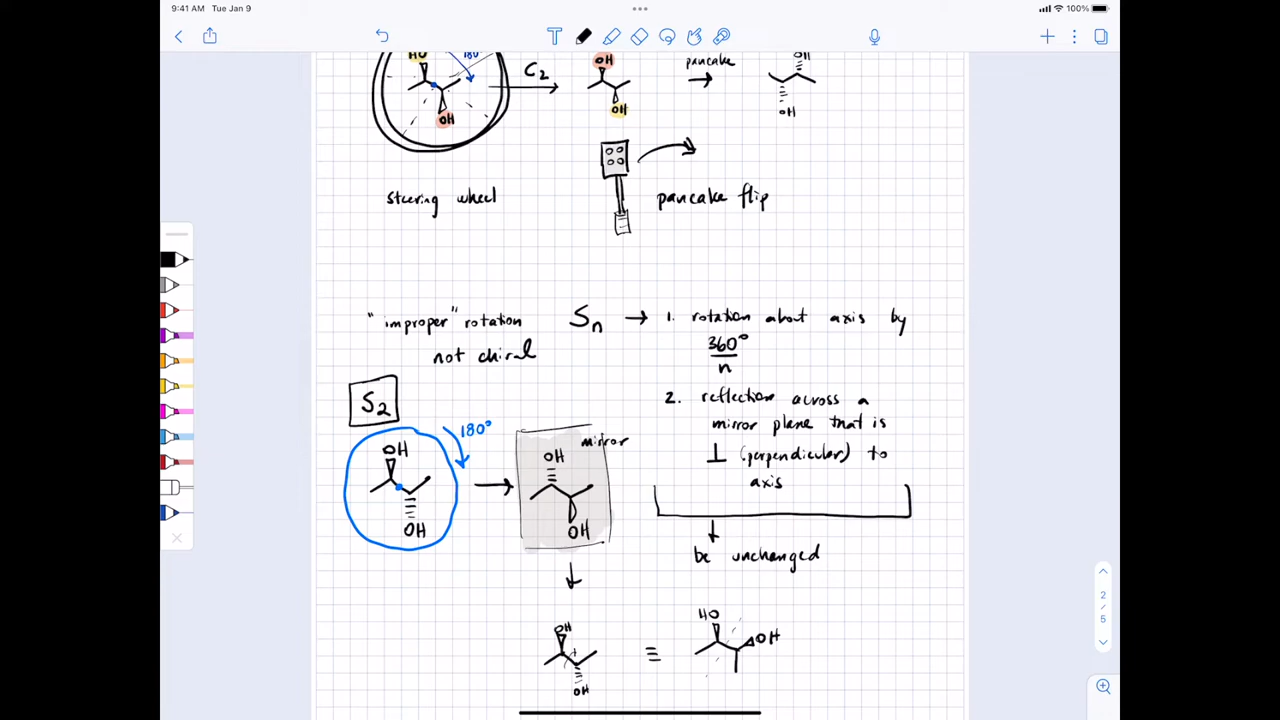 9:41 AM Tue Jan 9
100%
HO
180°
OH
C2
OH
OH
pancake
OH
OH
steering wheel
pancake flip
"improper" rotation
not chiral
Sn → 1. rotation about axis by
360°
n
2. reflection across a
mirror plane that is
⊥ (perpendicular) to
axis
be unchanged
S2
180°
OH
OH
mirror
OH
OH
OH
OH
≡
HO
OH
2
/
5